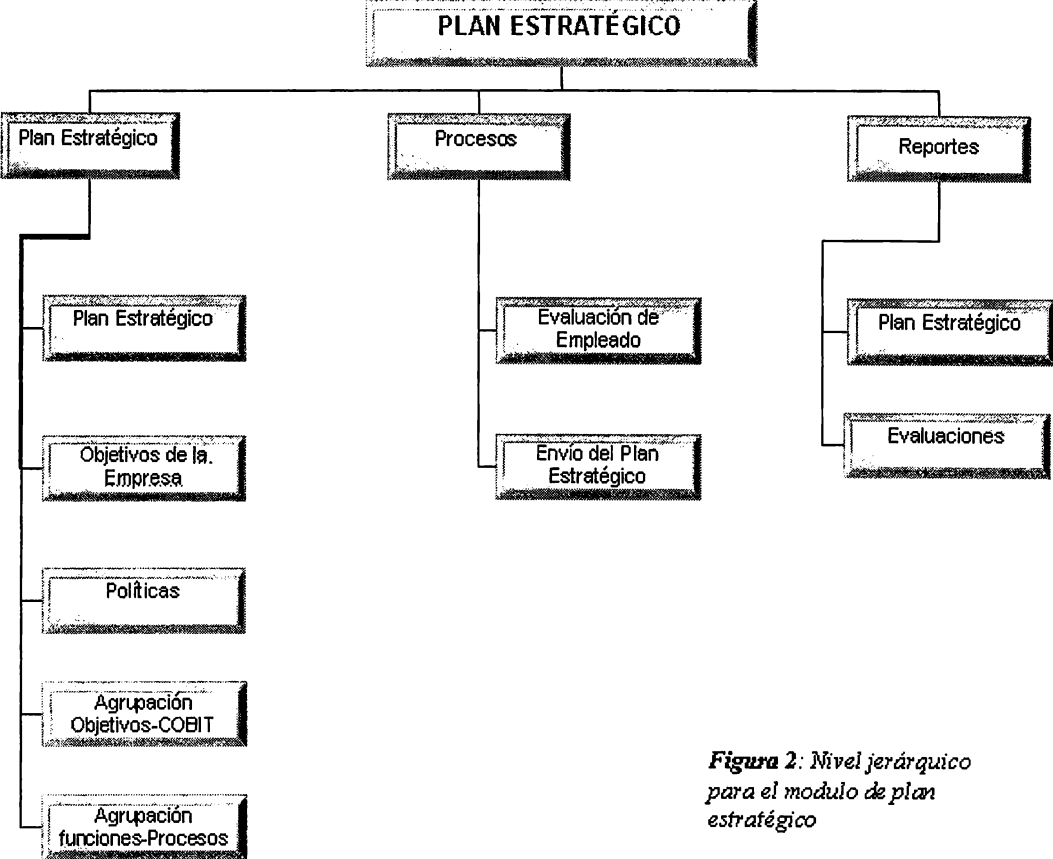 PLAN ESTRATÉGICO
Plan Estratégico
Procesos
Reportes
Plan Estratégico
Objetivos de la.
Empresa
Políticas
Agrupación
Objetivos-COBIT
Agrupación
funciones-Procesos
Evaluación de
Empleado
Envío del Plan
Estratégico
Plan Estratégico
Evaluaciones
Figura 2: Nivel jerárquico
para el modulo de plan
estratégico